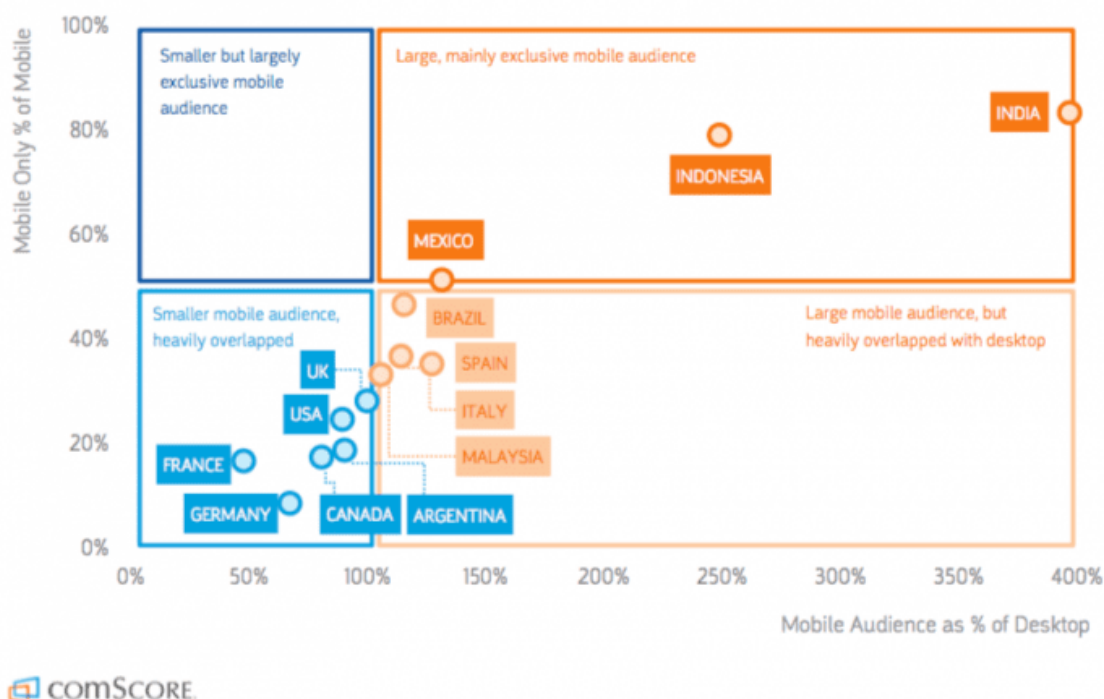 Mobile Only % of Mobile
100%
80%
60%
40%
20%
0%
Smaller but largely
exclusive mobile
audience
Large, mainly exclusive mobile audience
INDIA
INDONESIA
MEXICO
Smaller mobile audience,
heavily overlapped
Large mobile audience, but
heavily overlapped with desktop
BRAZIL
UK
SPAIN
USA
ITALY
FRANCE
MALAYSIA
GERMANY
CANADA
ARGENTINA
0%
50%
100%
150%
200%
250%
300%
350%
400%
Mobile Audience as % of Desktop
comSCORE.